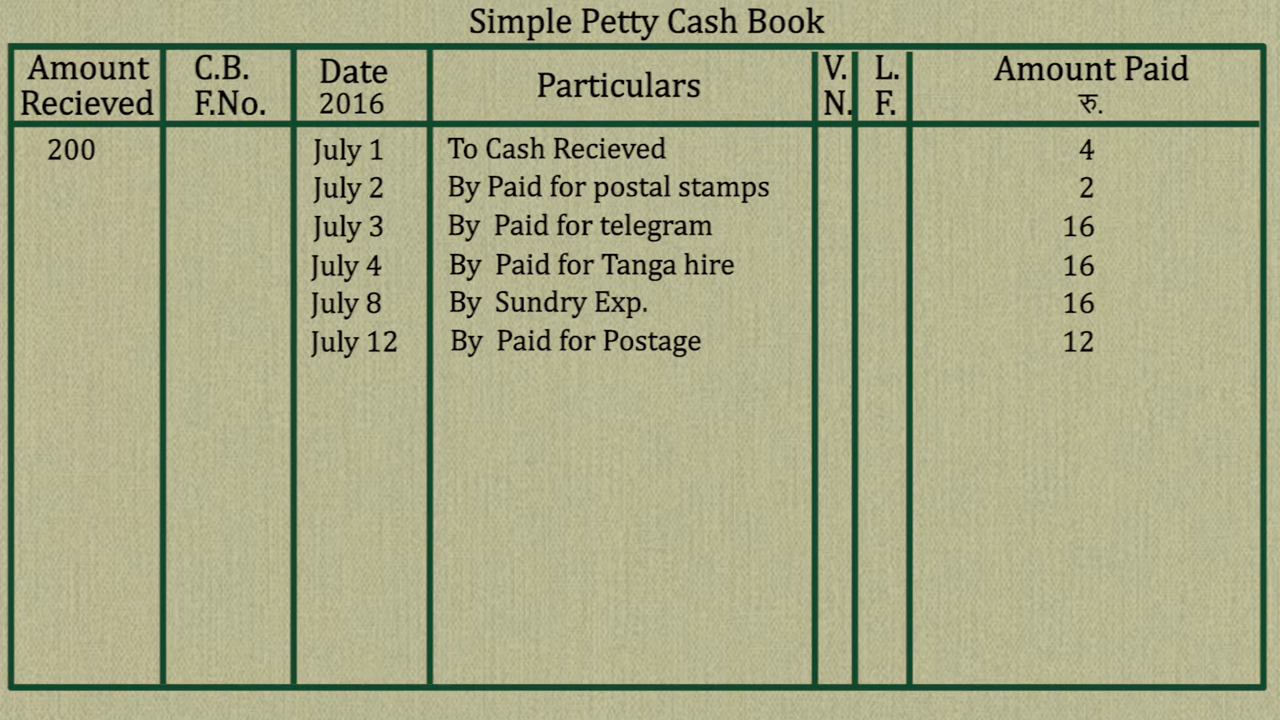 Simple Petty Cash Book
Amount Recieved C.B. F.No. Date 2016 Particulars V. N. L. F. Amount Paid रु.
200 July 1 To Cash Recieved 4
July 2 By Paid for postal stamps 2
July 3 By Paid for telegram 16
July 4 By Paid for Tanga hire 16
July 8 By Sundry Exp. 16
July 12 By Paid for Postage 12